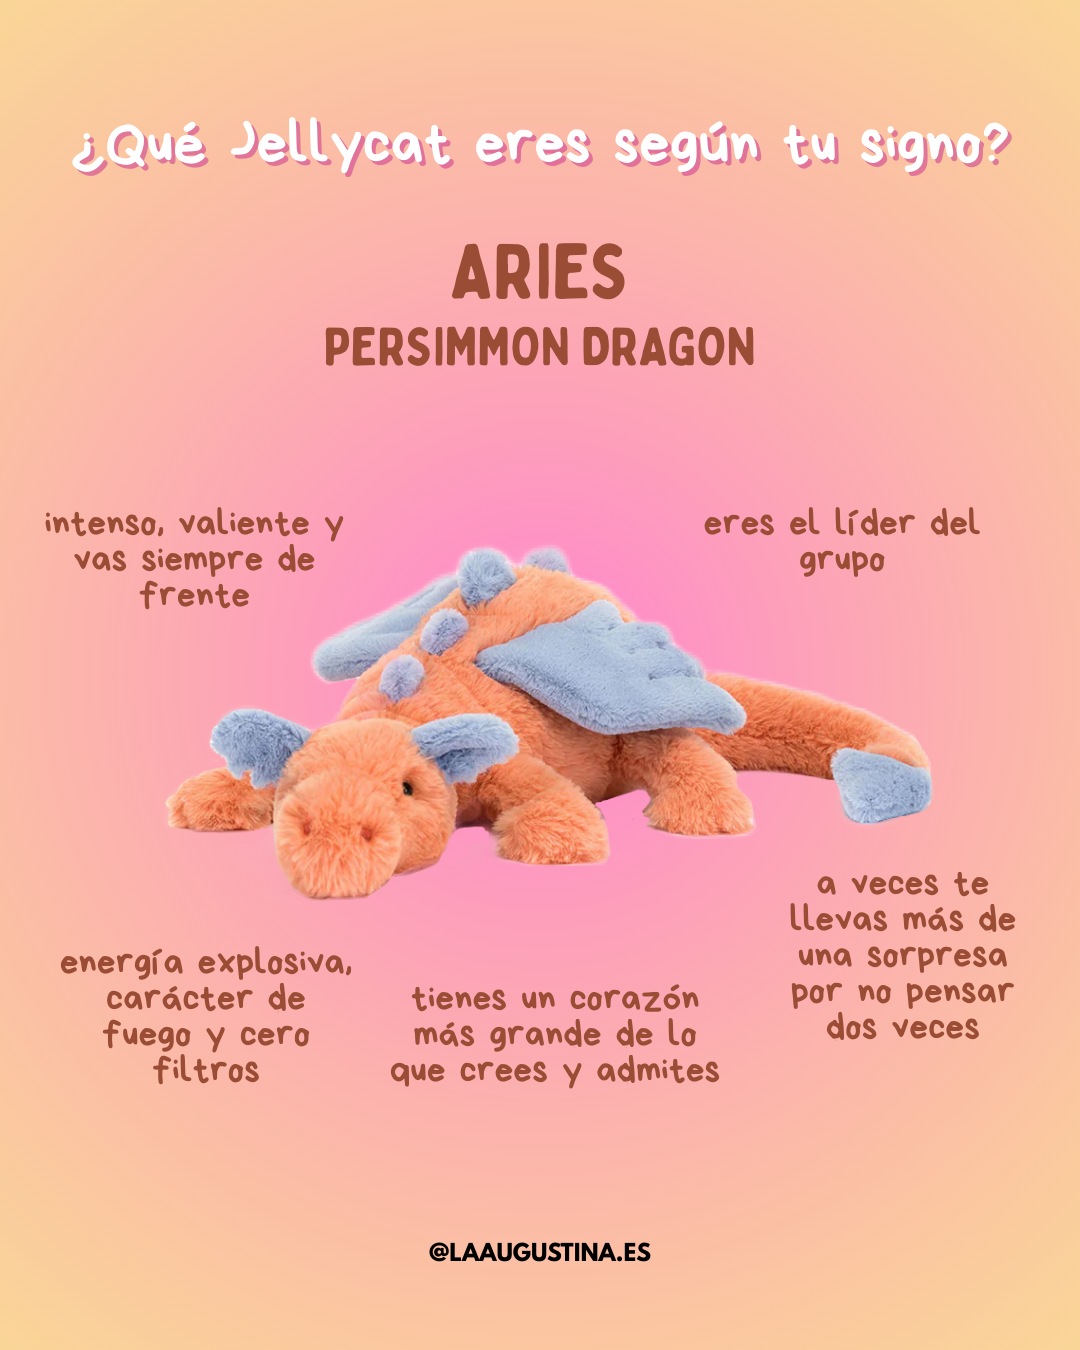 ¿Qué Jellycat eres según tu signo?
ARIES
PERSIMMON DRAGON
intenso, valiente y
vas siempre de
frente
eres el líder del
grupo
energía explosiva,
carácter de
fuego y cero
filtros
tienes un corazón
más grande de lo
que crees y admites
a veces te
llevas más de
una sorpresa
por no pensar
dos veces
@LAAUGUSTINA.ES